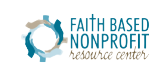 FAITH BASED
NONPROFIT
resource center